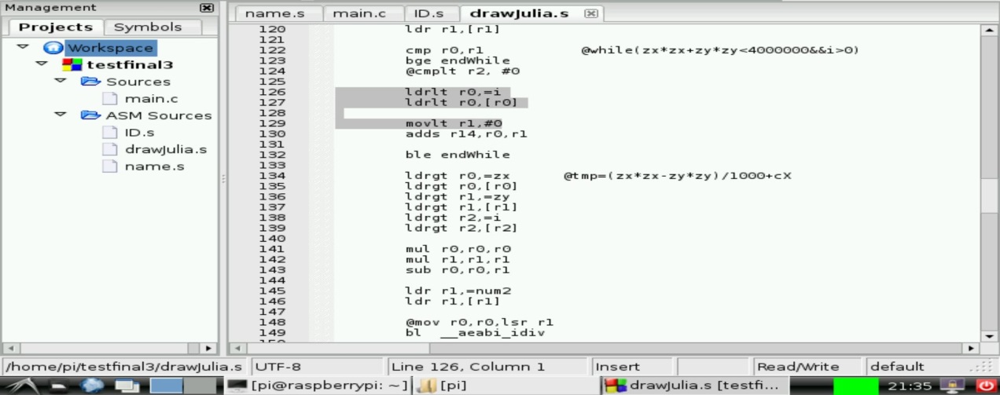 Management
Projects Symbols
Workspace
testfinal3
Sources
main.c
ASM Sources
ID.s
drawJulia.s
name.s
name.s main.c ID.s drawJulia.s
120 ldr r1,[r1]
121
122 cmp r0,r1 @while(zx*zx+zy*zy<4000000&&i>0)
123 bge endWhile
124 @cmplt r2, #0
125
126 ldrlt r0,=i
127 ldrlt r0,[r0]
128
129 movlt r1,#0
130 adds r14,r0,r1
131
132 ble endWhile
133
134 ldrgt r0,=zx @tmp=(zx*zx-zy*zy)/1000+cX
135 ldrgt r0,[r0]
136 ldrgt r1,=zy
137 ldrgt r1,[r1]
138 ldrgt r2,=i
139 ldrgt r2,[r2]
140
141 mul r0,r0,r0
142 mul r1,r1,r1
143 sub r0,r0,r1
144
145 ldr r1,=num2
146 ldr r1,[r1]
147
148 @mov r0,r0,lsr r1
149 bl __aeabi_idiv
/home/pi/testfinal3/drawJulia.s UTF-8 Line 126, Column 1 Insert Read/Write default
[pi@raspberrypi: ~] [pi] drawJulia.s [testfi... 21:35